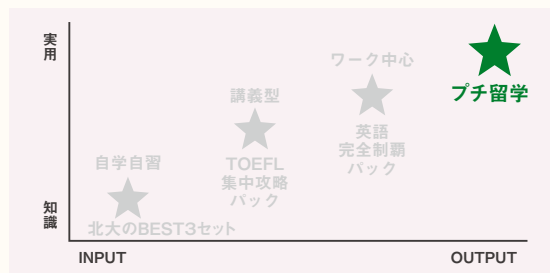 実用
ワーク中心
プチ留学
講義型
英語
完全制覇
パック
自学自習
TOEFL
集中攻略
パック
知識
北大のBEST3セット
INPUT
OUTPUT